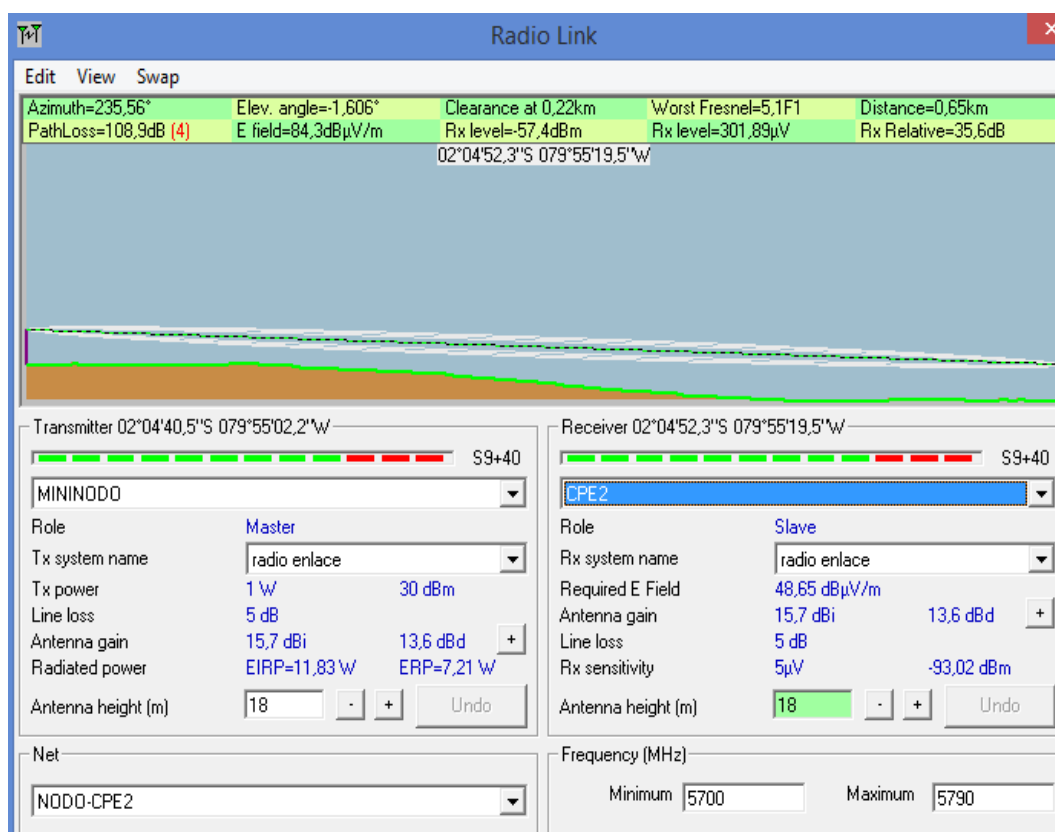 Radio Link
Edit View Swap
Azimuth=235,56° Elev. angle=-1,606° Clearance at 0,22km Worst Fresnel=5,1F1 Distance=0,65km
PathLoss=108,9dB (4) E field=84,3dBµV/m Rx level=-57,4dBm Rx level=301,89µV Rx Relative=35,6dB
02°04'52,3''S 079°55'19,5''W
Transmitter 02°04'40,5''S 079°55'02,2''W
S9+40
MININODO
Role Master
Tx system name radio enlace
Tx power 1 W 30 dBm
Line loss 5 dB
Antenna gain 15,7 dBi 13,6 dBd +
Radiated power EIRP=11,83 W ERP=7,21 W
Antenna height (m) 18 - + Undo
Net
NODO-CPE2
Receiver 02°04'52,3''S 079°55'19,5''W
S9+40
CPE2
Role Slave
Rx system name radio enlace
Required E Field 48,65 dBµV/m
Antenna gain 15,7 dBi 13,6 dBd +
Line loss 5 dB
Rx sensitivity 5µV -93,02 dBm
Antenna height (m) 18 - + Undo
Frequency (MHz)
Minimum 5700 Maximum 5790